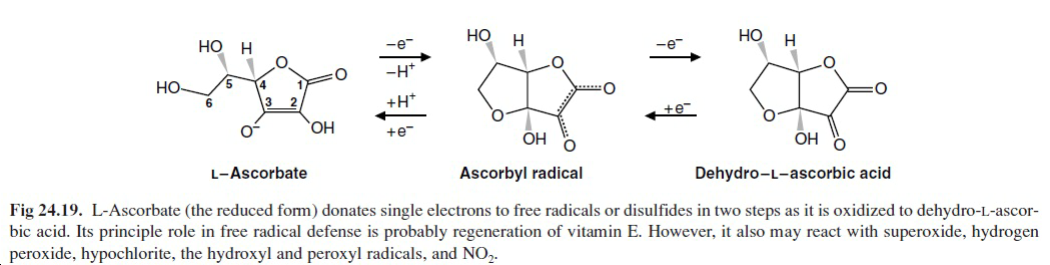 HO H
O
O
HO
5
4
1
6
3
2
O⁻
OH
−e⁻
−H⁺
+H⁺
+e⁻
HO
H
O
O
O
OH
O
−e⁻
+e⁻
HO
H
O
O
O
OH
O
L–Ascorbate
Ascorbyl radical
Dehydro–L–ascorbic acid
Fig 24.19. L-Ascorbate (the reduced form) donates single electrons to free radicals or disulfides in two steps as it is oxidized to dehydro-L-ascor-
bic acid. Its principle role in free radical defense is probably regeneration of vitamin E. However, it also may react with superoxide, hydrogen
peroxide, hypochlorite, the hydroxyl and peroxyl radicals, and NO₂.